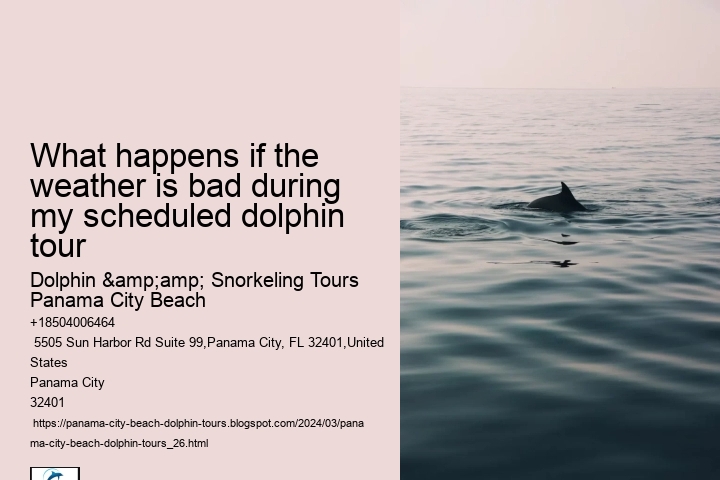 What happens if the
weather is bad during
my scheduled dolphin
tour
Dolphin &amp;amp; Snorkeling Tours
Panama City Beach
+18504006464
5505 Sun Harbor Rd Suite 99,Panama City, FL 32401,United
States
Panama City
32401
https://panama-city-beach-dolphin-tours.blogspot.com/2024/03/pana
ma-city-beach-dolphin-tours_26.html